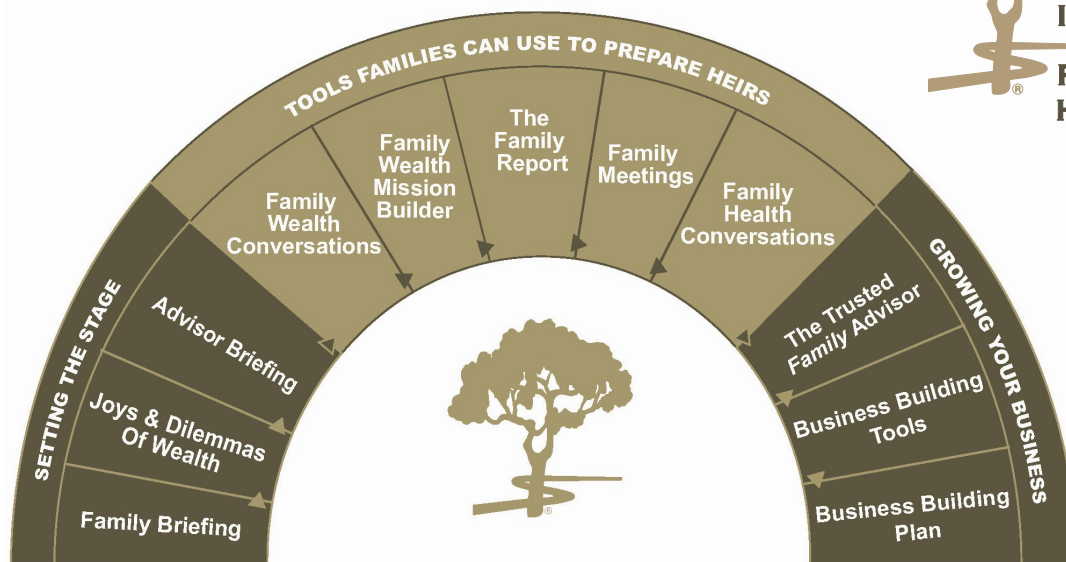 TOOLS FAMILIES CAN USE TO PREPARE HEIRS
SETTING THE STAGE
GROWING YOUR BUSINESS
Family Briefing
Joys & Dilemmas
Of Wealth
Advisor Briefing
Family
Wealth
Conversations
Family
Wealth
Mission
Builder
The
Family
Report
Family
Meetings
Family
Health
Conversations
The Trusted
Family Advisor
Business Building
Tools
Business Building
Plan
®
®